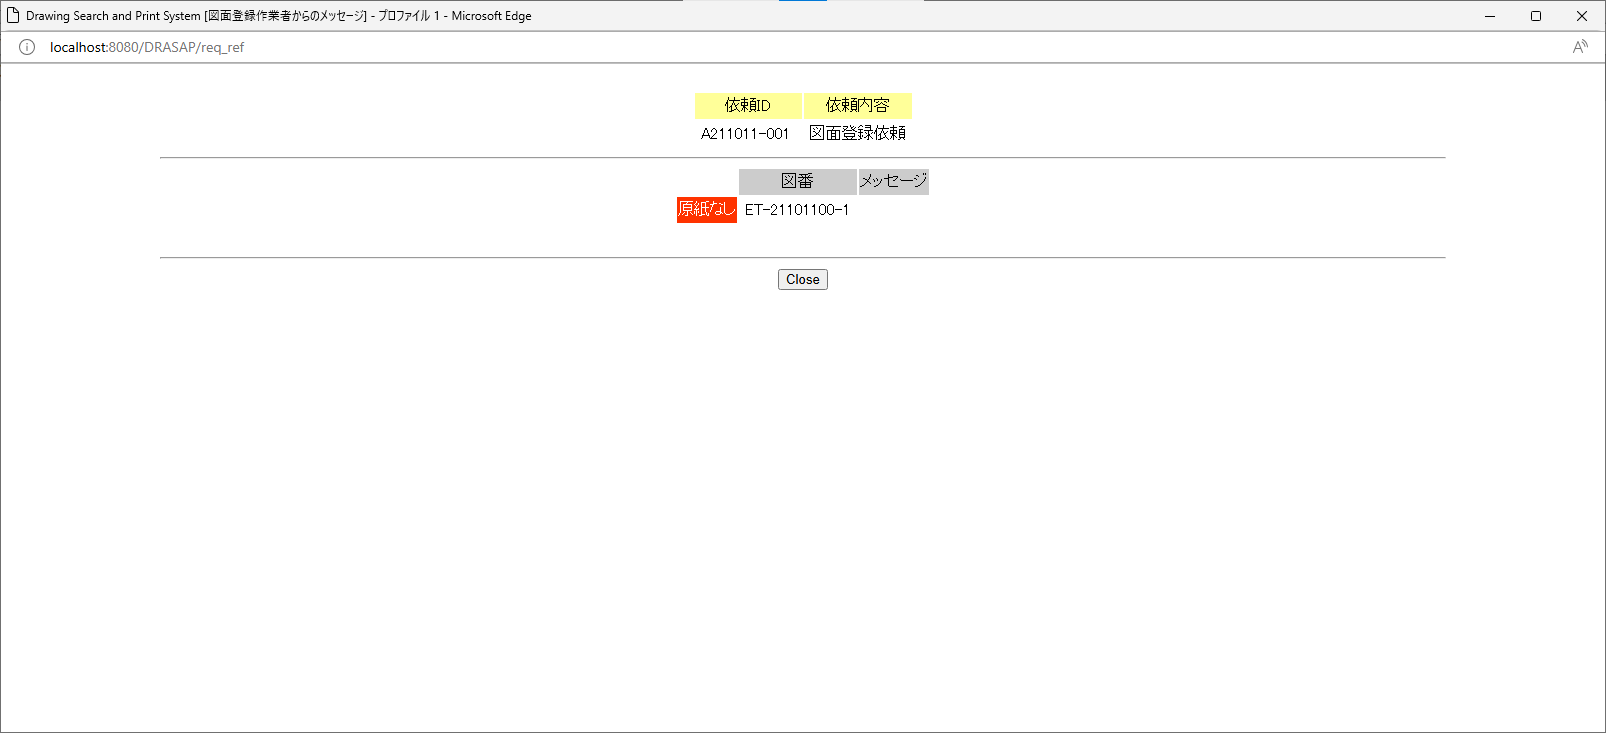 Drawing Search and Print System [図面登録作業者からのメッセージ] - プロファイル 1 - Microsoft Edge
localhost:8080/DRASAP/req_ref
依頼ID 依頼内容
A211011-001 図面登録依頼
図番 メッセージ
原紙なし ET-21101100-1
Close